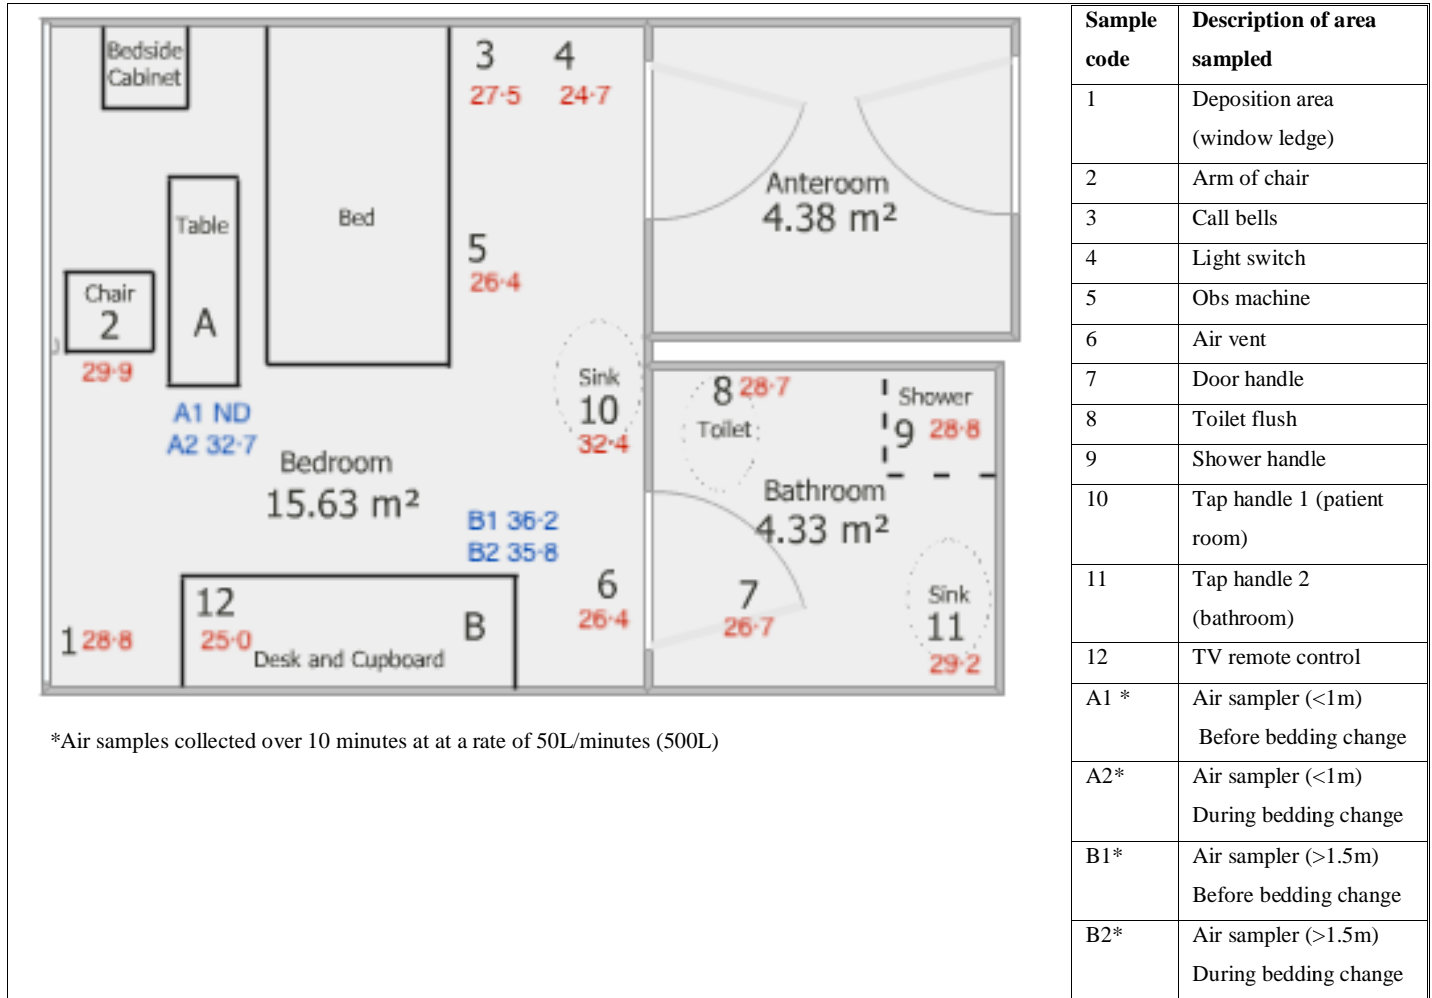 Bedside
Cabinet
3 4
27·5 24·7
Anteroom
4.38 m²
Table
Bed
5
26·4
Chair
2
A
29·9
A1 ND
A2 32·7
Sink
10
32·4
8 28·7
Toilet
Shower
9 28·8
Bedroom
15.63 m²
Bathroom
4.33 m²
B1 36·2
B2 35·8
12
25·0
B
Desk and Cupboard
1 28·8
6
26·4
7
26·7
Sink
11
29·2
*Air samples collected over 10 minutes at at a rate of 50L/minutes (500L)
Sample Description of area
code sampled
1 Deposition area
(window ledge)
2 Arm of chair
3 Call bells
4 Light switch
5 Obs machine
6 Air vent
7 Door handle
8 Toilet flush
9 Shower handle
10 Tap handle 1 (patient
room)
11 Tap handle 2
(bathroom)
12 TV remote control
A1 * Air sampler (<1m)
Before bedding change
A2* Air sampler (<1m)
During bedding change
B1* Air sampler (>1.5m)
Before bedding change
B2* Air sampler (>1.5m)
During bedding change